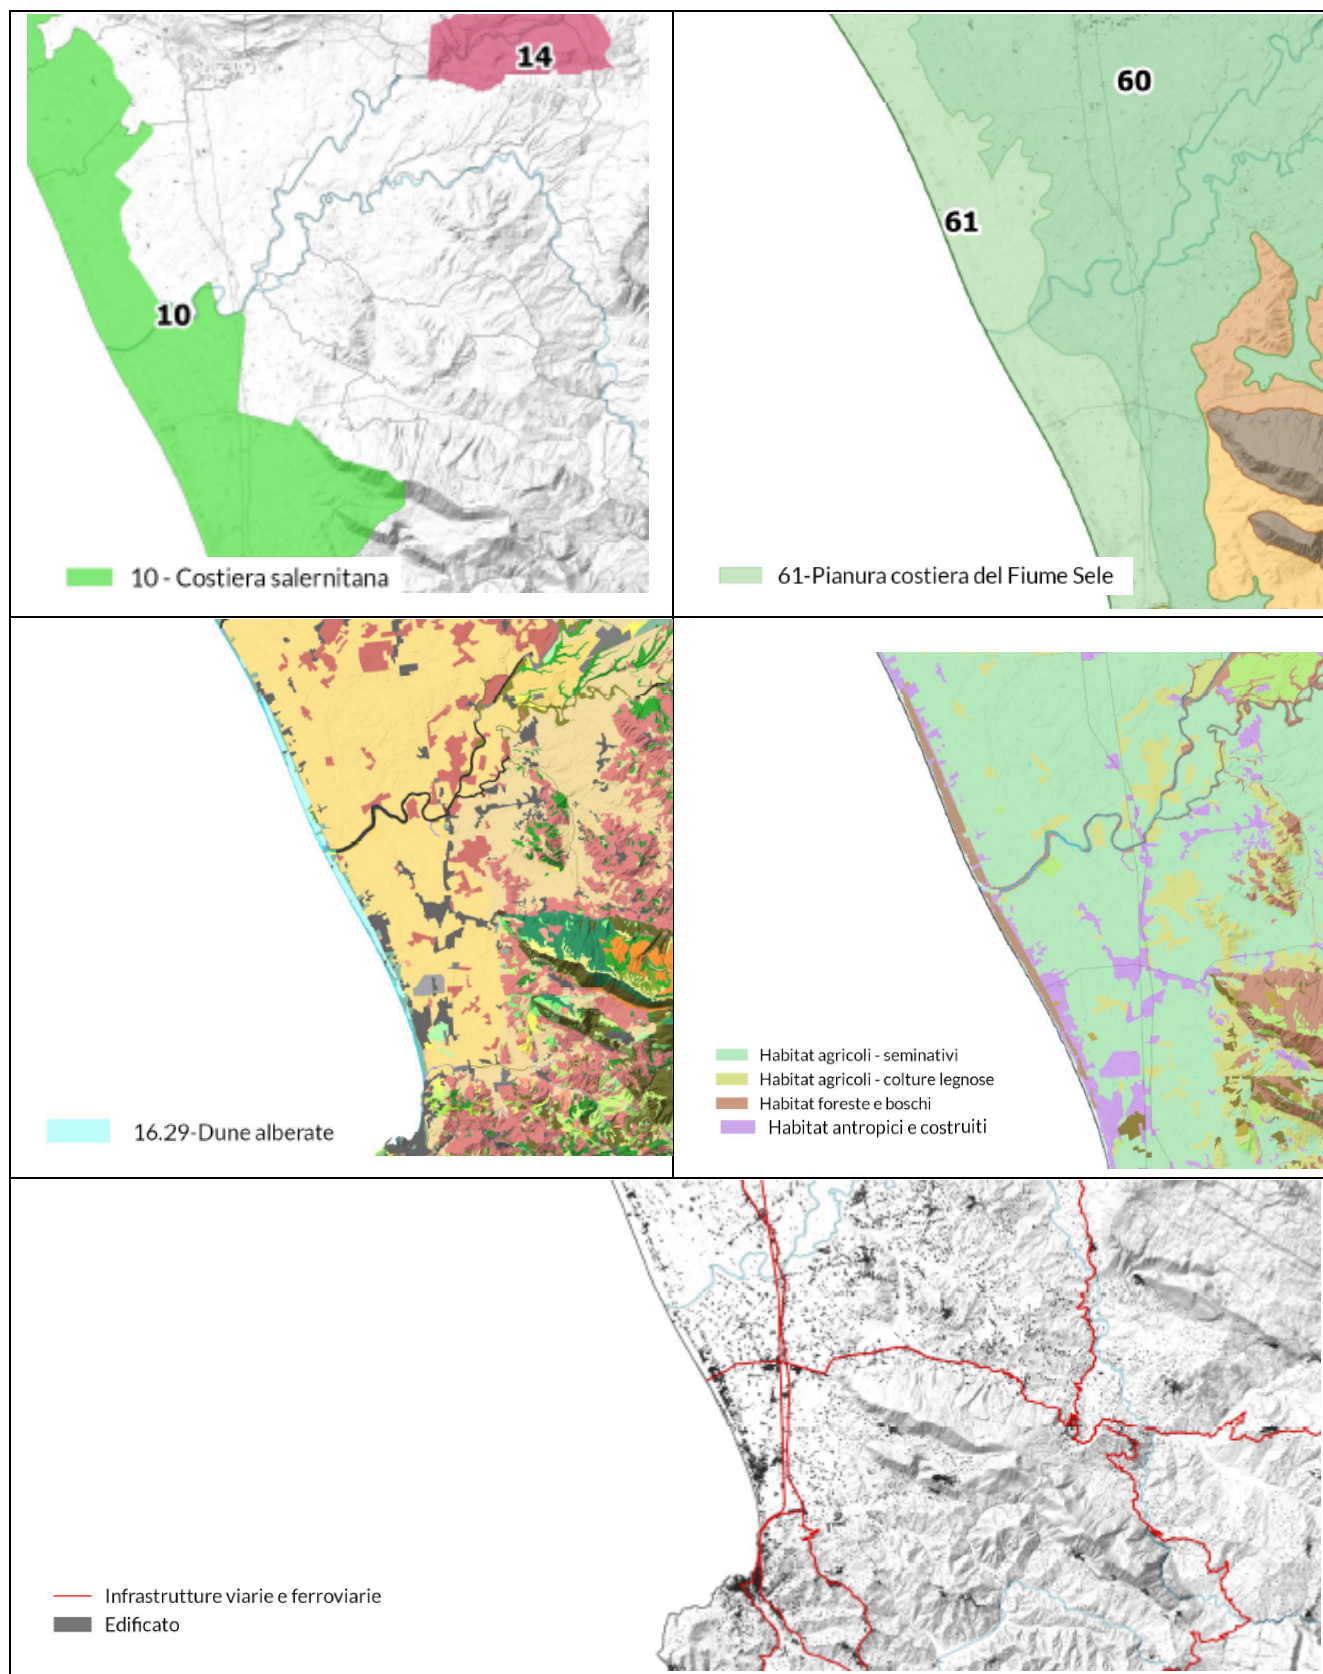 14
10
10 - Costiera salernitana
60
61
61-Pianura costiera del Fiume Sele
16.29-Dune alberate
Habitat agricoli - seminativi
Habitat agricoli - colture legnose
Habitat foreste e boschi
Habitat antropici e costruiti
Infrastrutture viarie e ferroviarie
Edificato